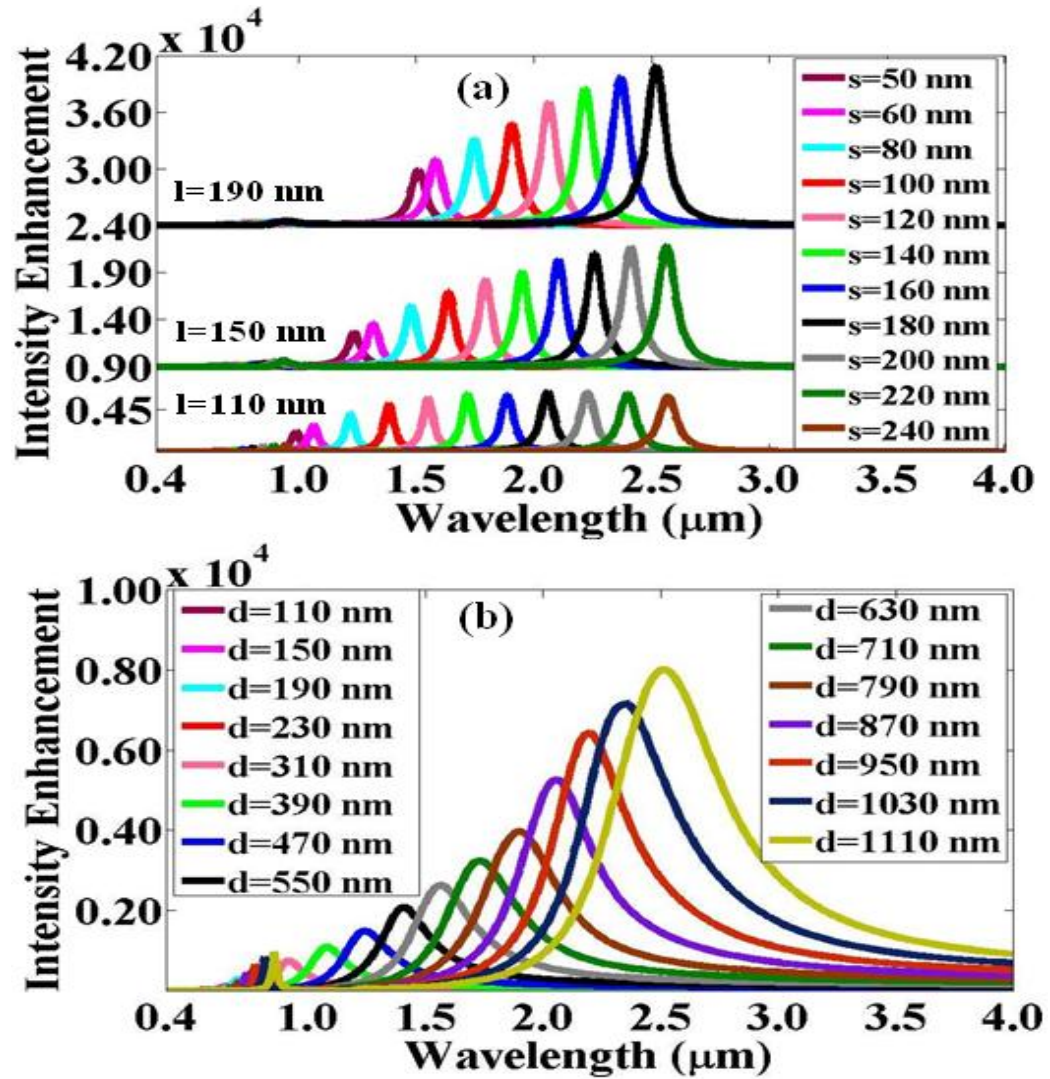 x 10^4
4.20
3.60
3.00
2.40
1.90
1.40
0.90
0.45
Intensity Enhancement
(a)
l=190 nm
l=150 nm
l=110 nm
s=50 nm
s=60 nm
s=80 nm
s=100 nm
s=120 nm
s=140 nm
s=160 nm
s=180 nm
s=200 nm
s=220 nm
s=240 nm
0.4 1.0 1.5 2.0 2.5 3.0 3.5 4.0
Wavelength (μm)
x 10^4
1.00
0.80
0.60
0.40
0.20
Intensity Enhancement
(b)
d=110 nm
d=150 nm
d=190 nm
d=230 nm
d=310 nm
d=390 nm
d=470 nm
d=550 nm
d=630 nm
d=710 nm
d=790 nm
d=870 nm
d=950 nm
d=1030 nm
d=1110 nm
0.4 1.0 1.5 2.0 2.5 3.0 4.0
Wavelength (μm)